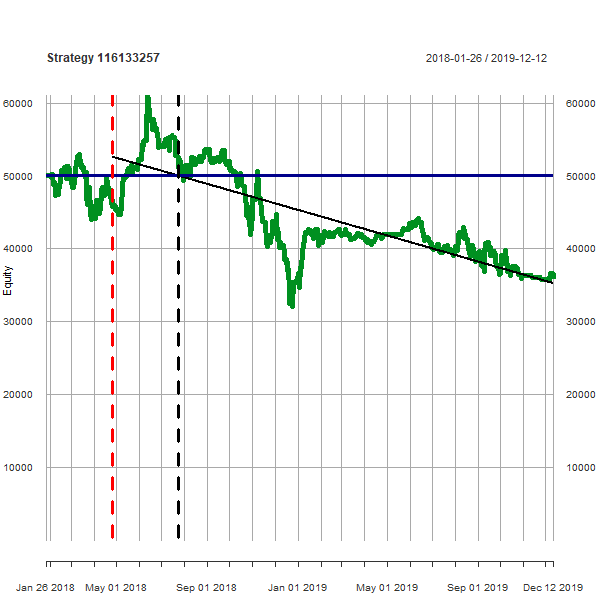 Strategy 116133257
2018-01-26 / 2019-12-12
60000
60000
50000
50000
40000
40000
30000
30000
20000
20000
10000
10000
Equity
Jan 26 2018
May 01 2018
Sep 01 2018
Jan 01 2019
May 01 2019
Sep 01 2019
Dec 12 2019